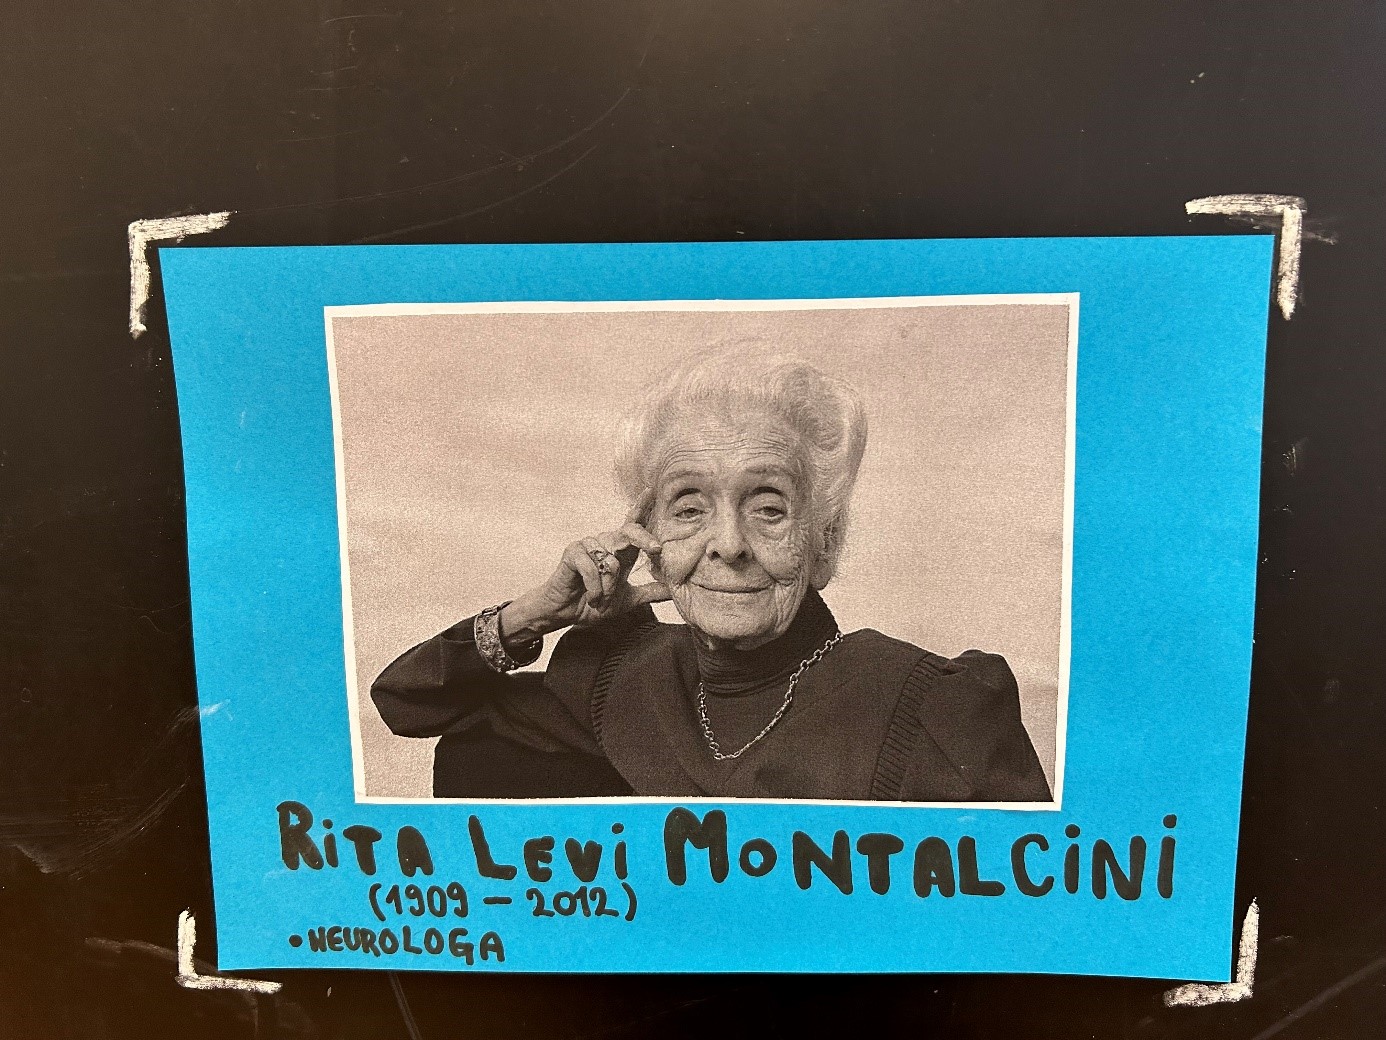 RiTA LEVi MONTALCiNi
(1909 - 2012)
• NEUROLOGA